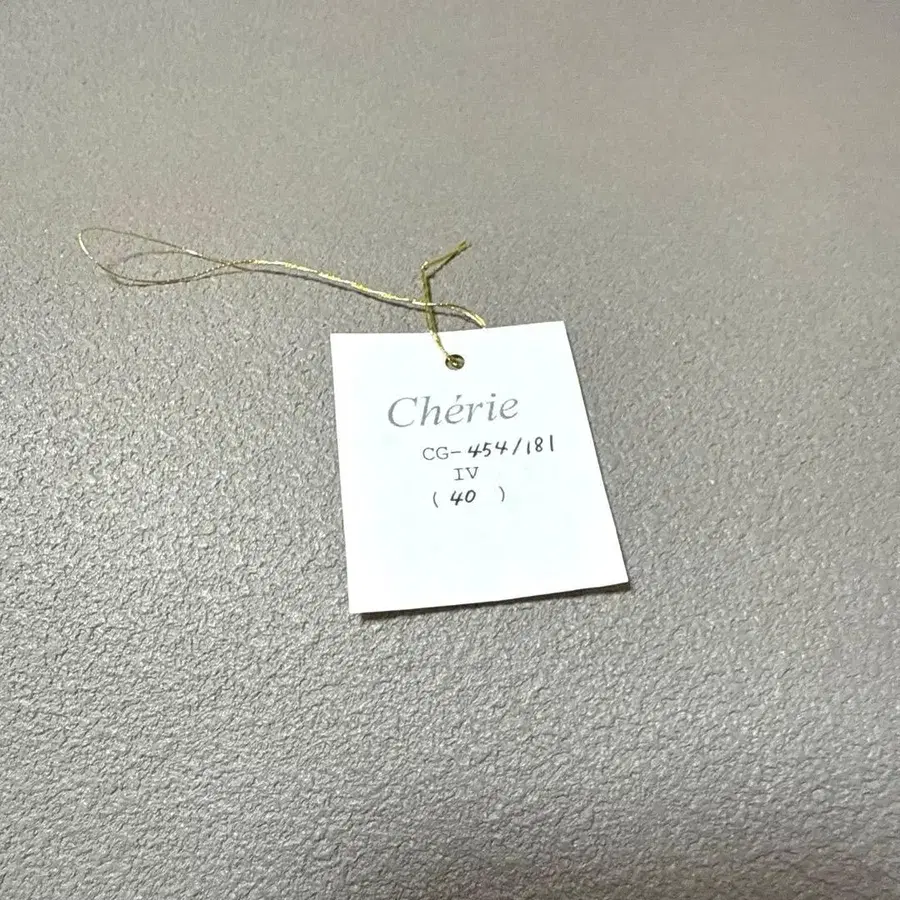 Chérie
CG-454/181
IV
( 40 )